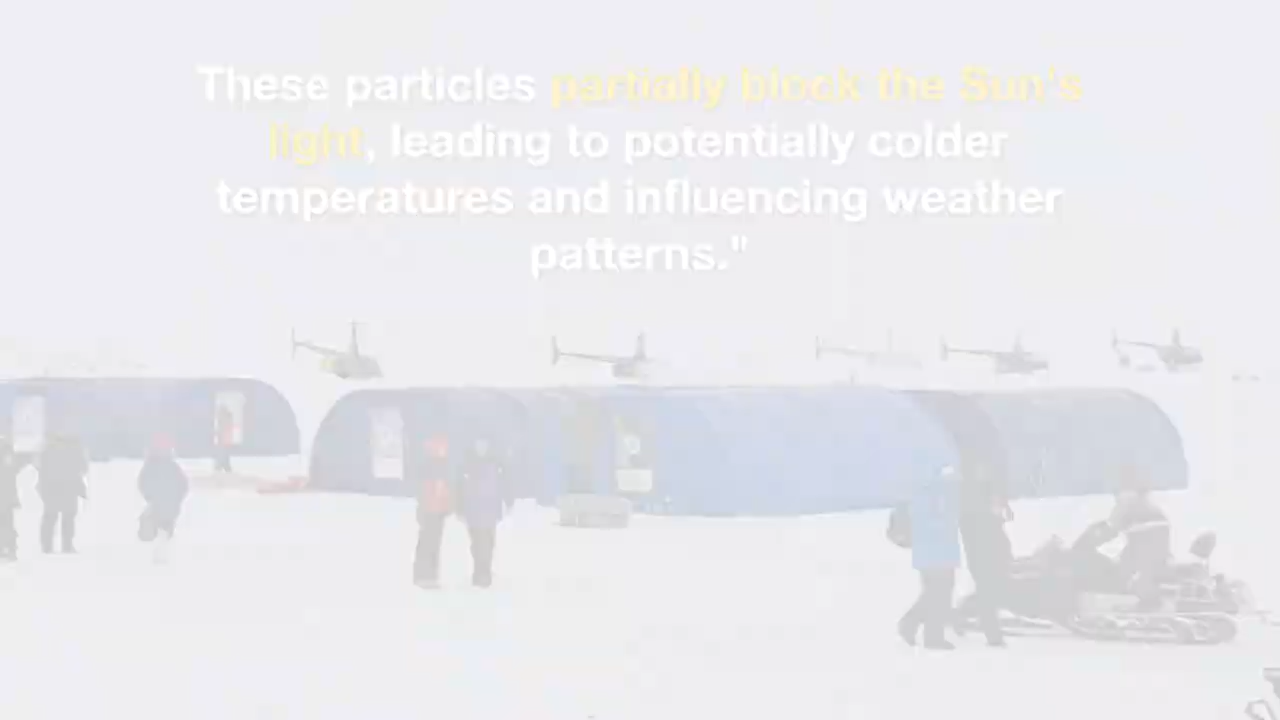 These particles partially block the Sun's
light, leading to potentially colder
temperatures and influencing weather
patterns."